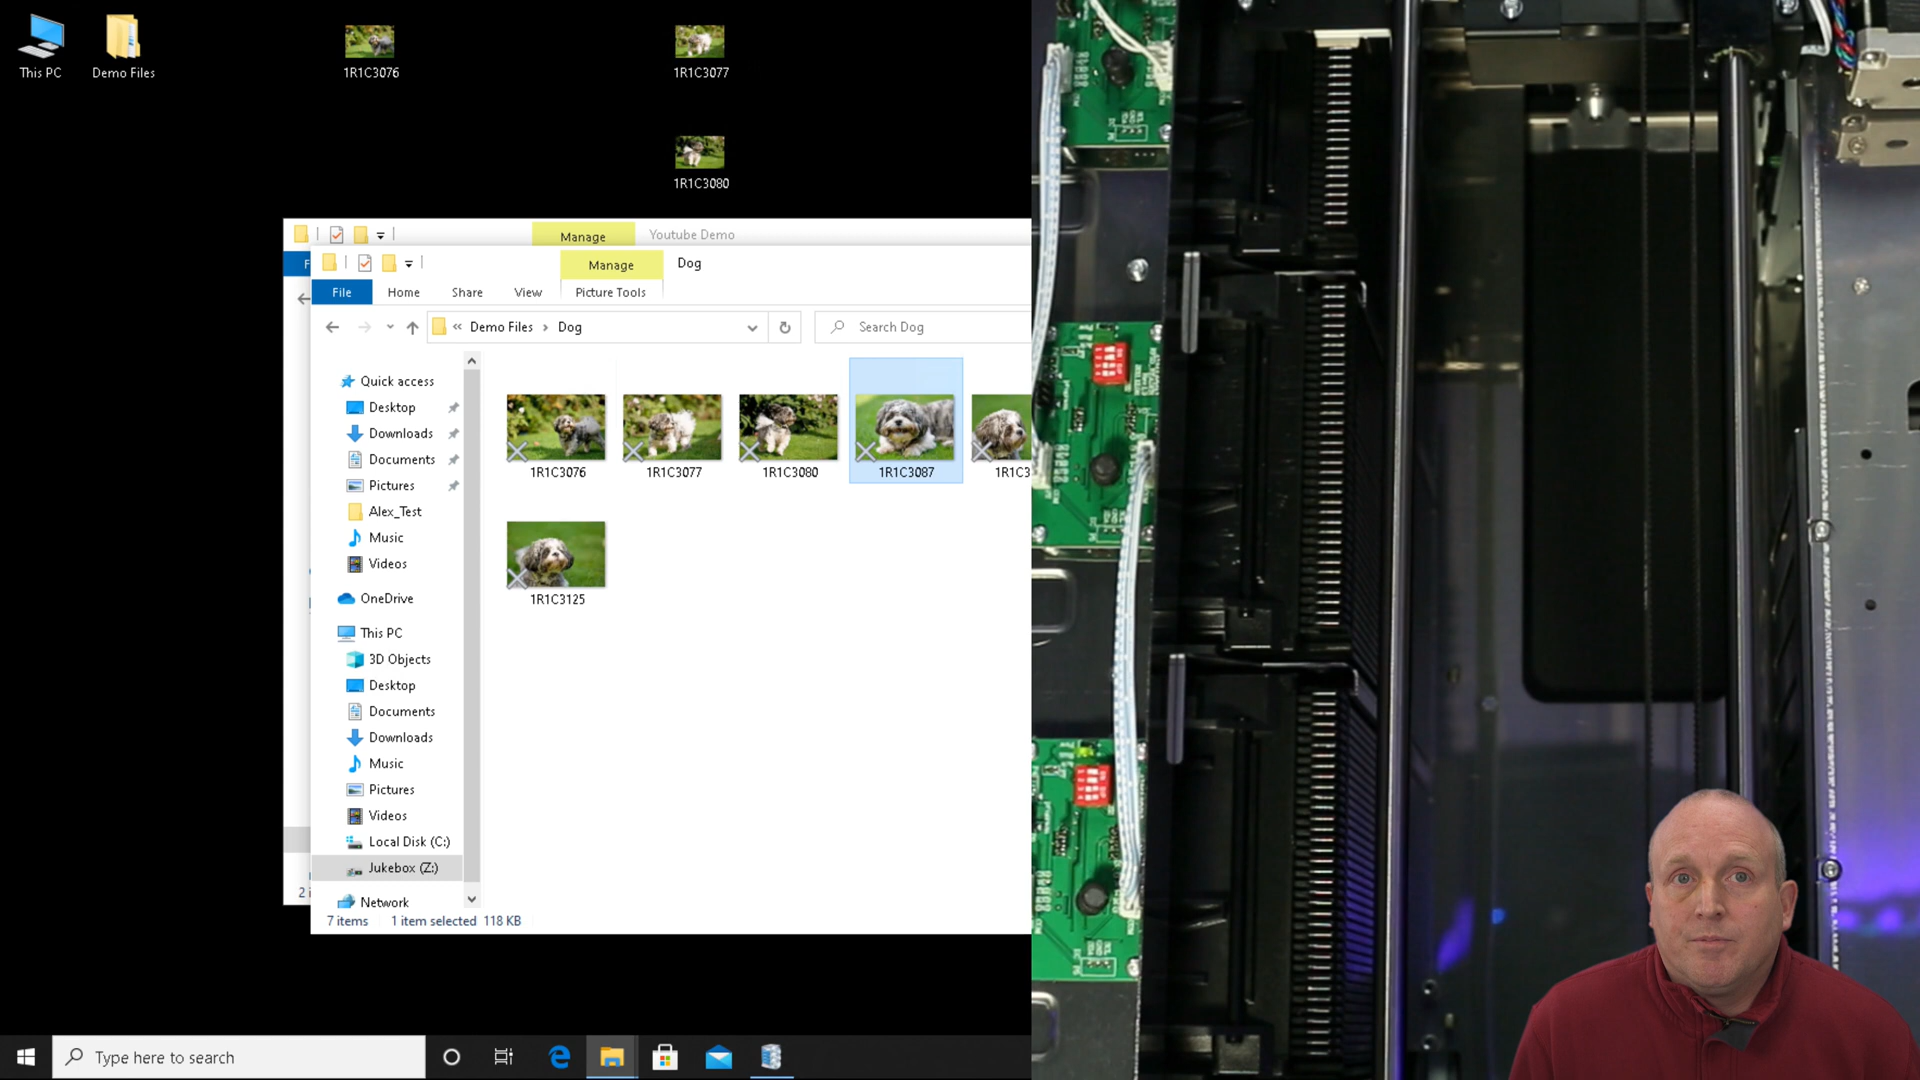 This PC
Demo Files
1R1C3076
1R1C3077
1R1C3080
Manage
Youtube Demo
F
Manage
Dog
File
Home
Share
View
Picture Tools
« Demo Files › Dog
Search Dog
Quick access
Desktop
Downloads
Documents
Pictures
Alex_Test
Music
Videos
OneDrive
This PC
3D Objects
Desktop
Documents
Downloads
Music
Pictures
Videos
Local Disk (C:)
Jukebox (Z:)
Network
1R1C3076
1R1C3077
1R1C3080
1R1C3087
1R1C3
1R1C3125
2 i
7 items
1 item selected 118 KB
Type here to search